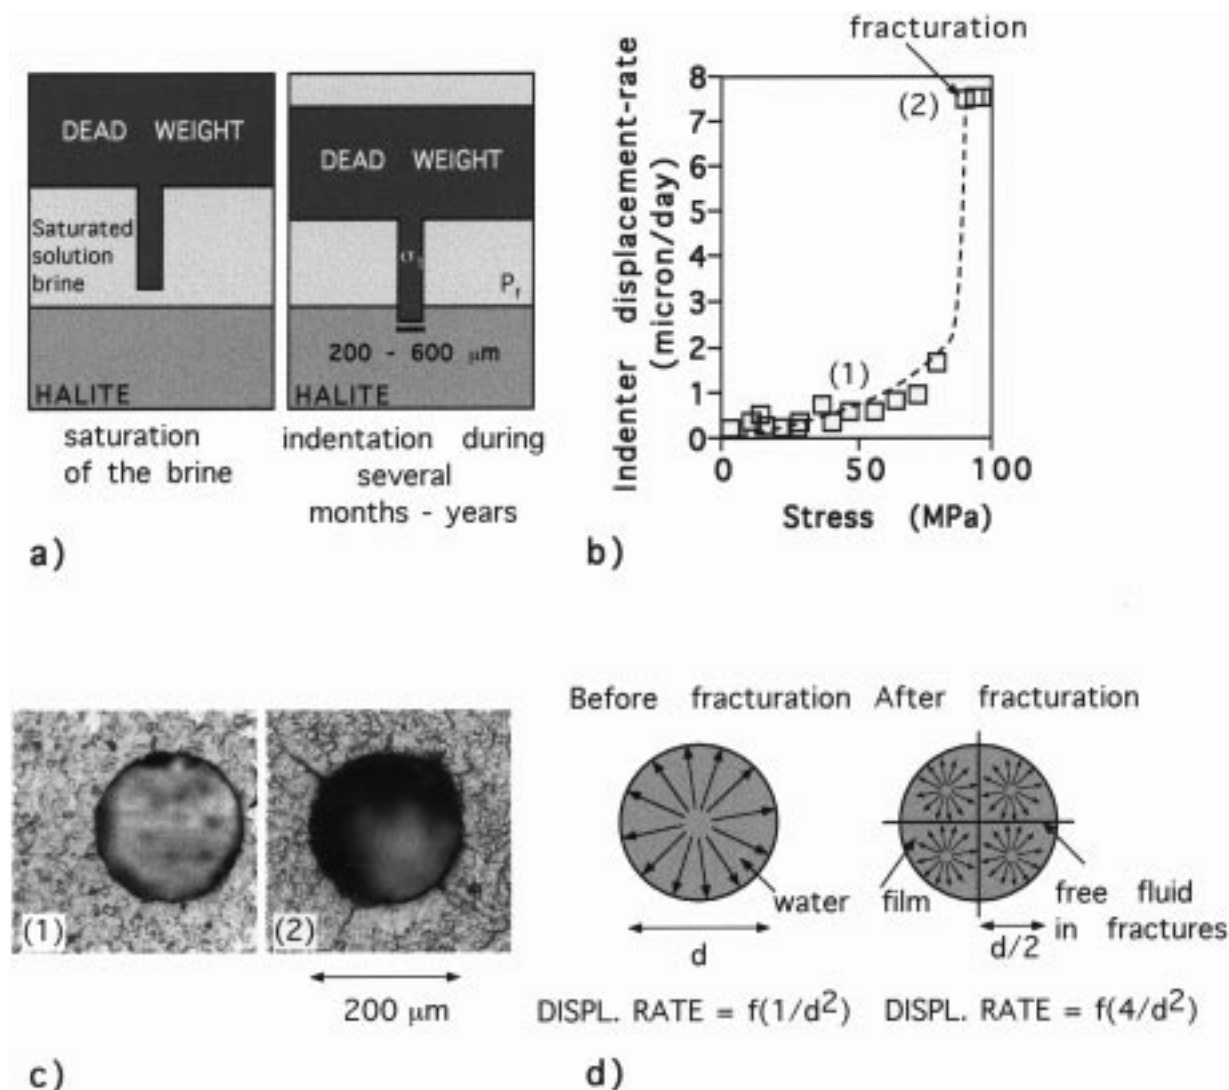 DEAD WEIGHT
Saturated
solution
brine
HALITE
saturation
of the brine
DEAD WEIGHT
Pf
200 - 600 μm
HALITE
indentation during
several
months - years
a)
fracturation
(2)
(1)
Indenter displacement-rate
(micron/day)
8
7
6
5
4
3
2
1
0
0 50 100
Stress (MPa)
b)
(1)
(2)
200 μm
c)
Before fracturation
water
d
DISPL. RATE = f(1/d²)
After fracturation
film
free fluid
in fractures
d/2
DISPL. RATE = f(4/d²)
d)